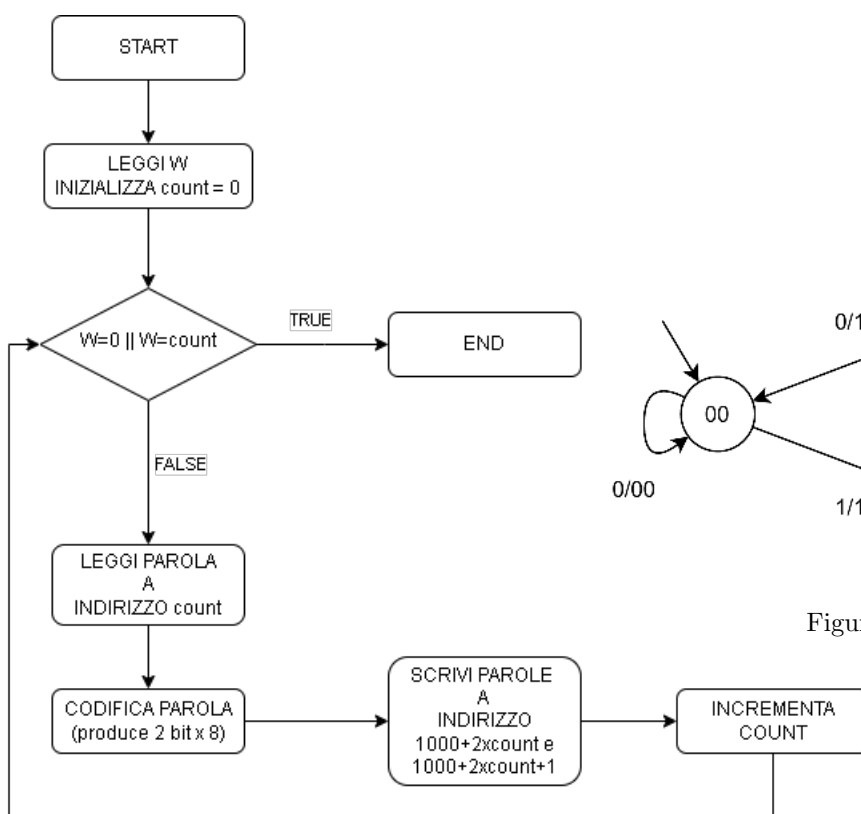 START
LEGGI W
INIZIALIZZA count = 0
W=0 || W=count
TRUE
END
FALSE
LEGGI PAROLA
A
INDIRIZZO count
CODIFICA PAROLA
(produce 2 bit x 8)
SCRIVI PAROLE
A
INDIRIZZO
1000+2xcount e
1000+2xcount+1
INCREMENTA
COUNT
00
0/00
0/1
1/1
Figur